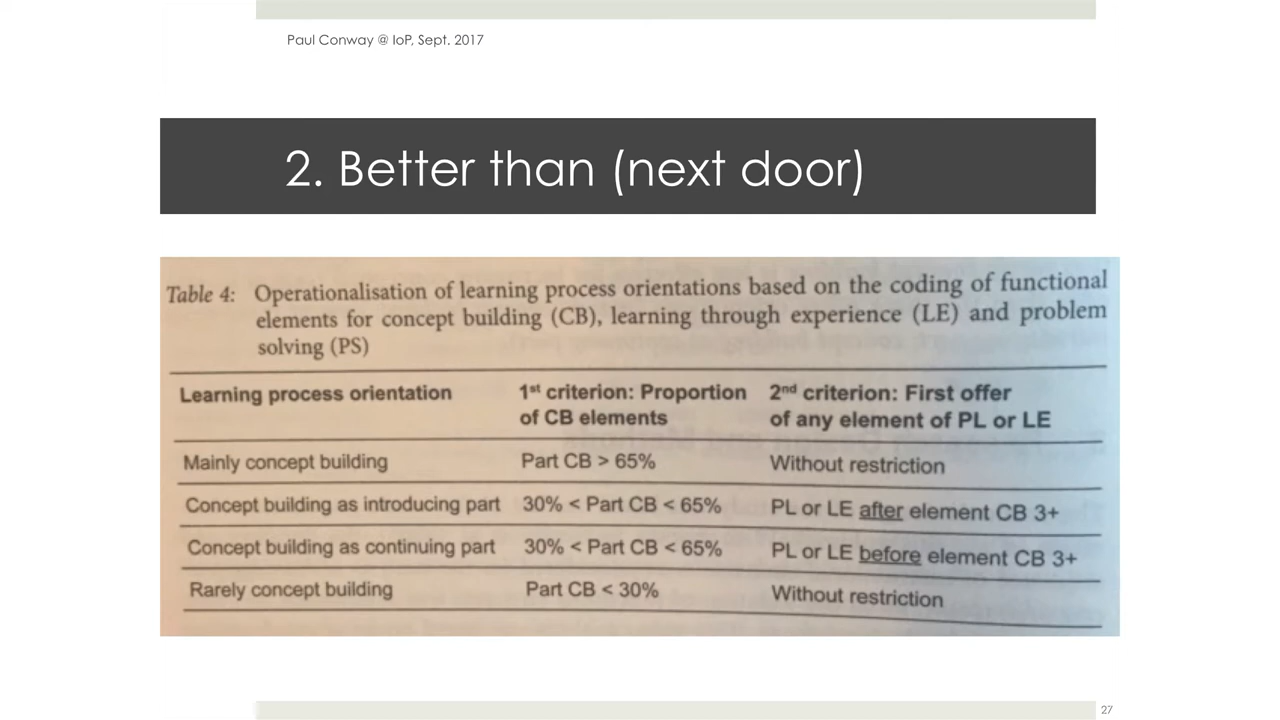 Paul Conway @ IoP, Sept. 2017
2. Better than (next door)
Table 4: Operationalisation of learning process orientations based on the coding of functional
elements for concept building (CB), learning through experience (LE) and problem
solving (PS)
Learning process orientation 1st criterion: Proportion of CB elements 2nd criterion: First offer of any element of PL or LE
Mainly concept building Part CB > 65% Without restriction
Concept building as introducing part 30% < Part CB < 65% PL or LE after element CB 3+
Concept building as continuing part 30% < Part CB < 65% PL or LE before element CB 3+
Rarely concept building Part CB < 30% Without restriction
27